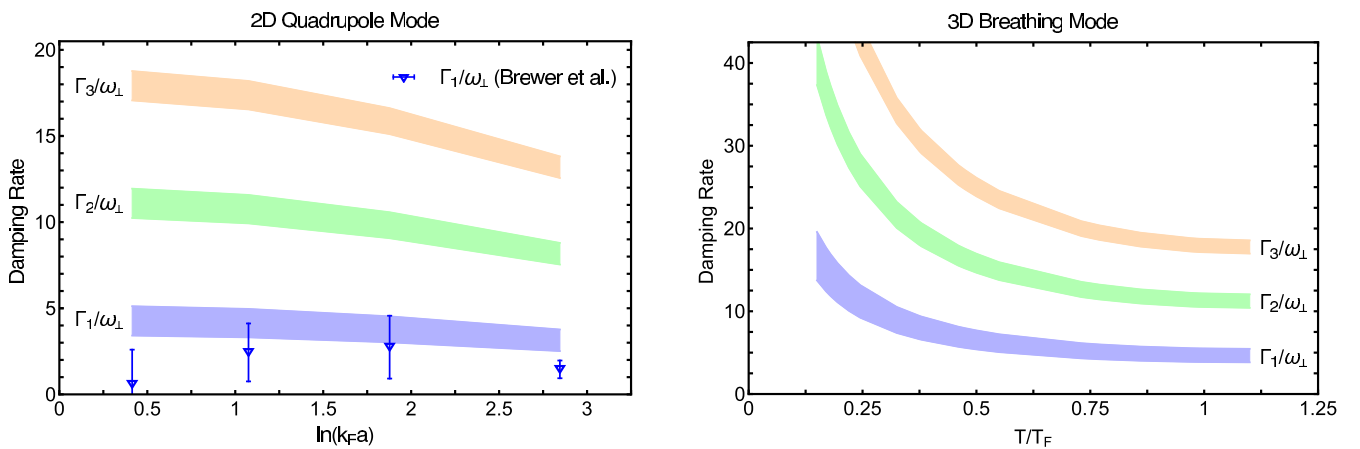 2D Quadrupole Mode
20
15
10
5
0
Damping Rate
Γ₃/ω⊥
Γ₂/ω⊥
Γ₁/ω⊥
Γ₁/ω⊥ (Brewer et al.)
0 0.5 1 1.5 2 2.5 3
ln(kFa)
3D Breathing Mode
40
30
20
10
0
Damping Rate
Γ₃/ω⊥
Γ₂/ω⊥
Γ₁/ω⊥
0 0.25 0.5 0.75 1 1.25
T/TF